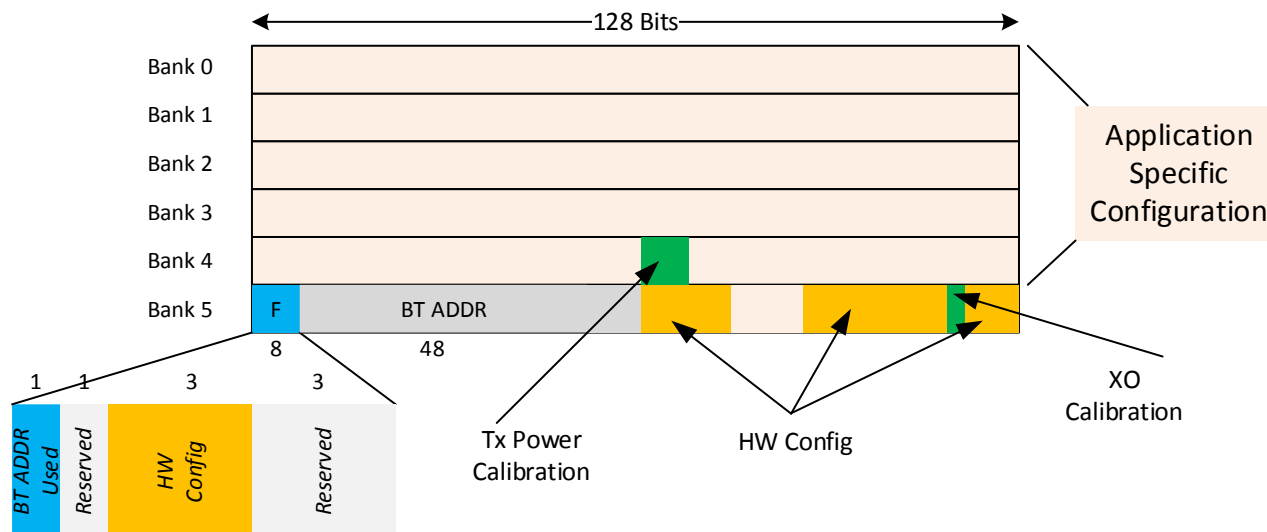 128 Bits
Bank 0
Bank 1
Bank 2
Bank 3
Bank 4
Bank 5
F
BT ADDR
8
48
Application
Specific
Configuration
1
1
3
3
BT ADDR
Used
Reserved
HW
Config
Reserved
Tx Power
Calibration
HW Config
XO
Calibration